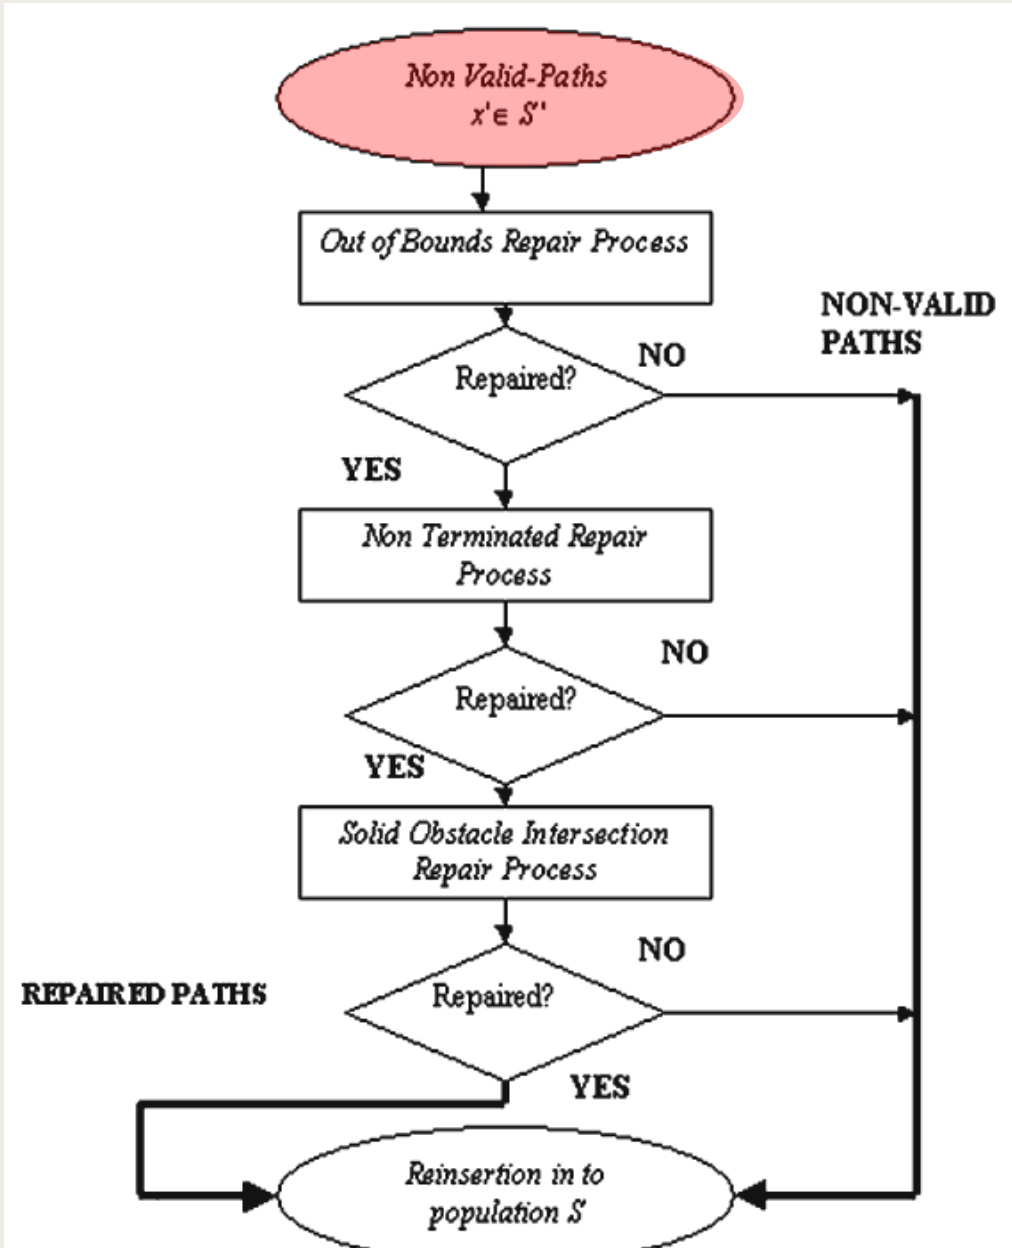 Non Valid-Paths
x'∈ S''
Out of Bounds Repair Process
NON-VALID
PATHS
NO
Repaired?
YES
Non Terminated Repair
Process
NO
Repaired?
YES
Solid Obstacle Intersection
Repair Process
NO
REPAIRED PATHS
Repaired?
YES
Reinsertion in to
population S